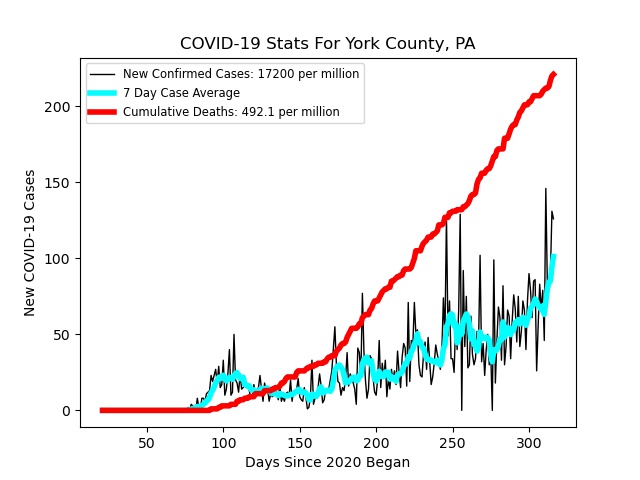 COVID-19 Stats For York County, PA
New Confirmed Cases: 17200 per million
7 Day Case Average
Cumulative Deaths: 492.1 per million
New COVID-19 Cases
200
150
100
50
0
50 100 150 200 250 300
Days Since 2020 Began